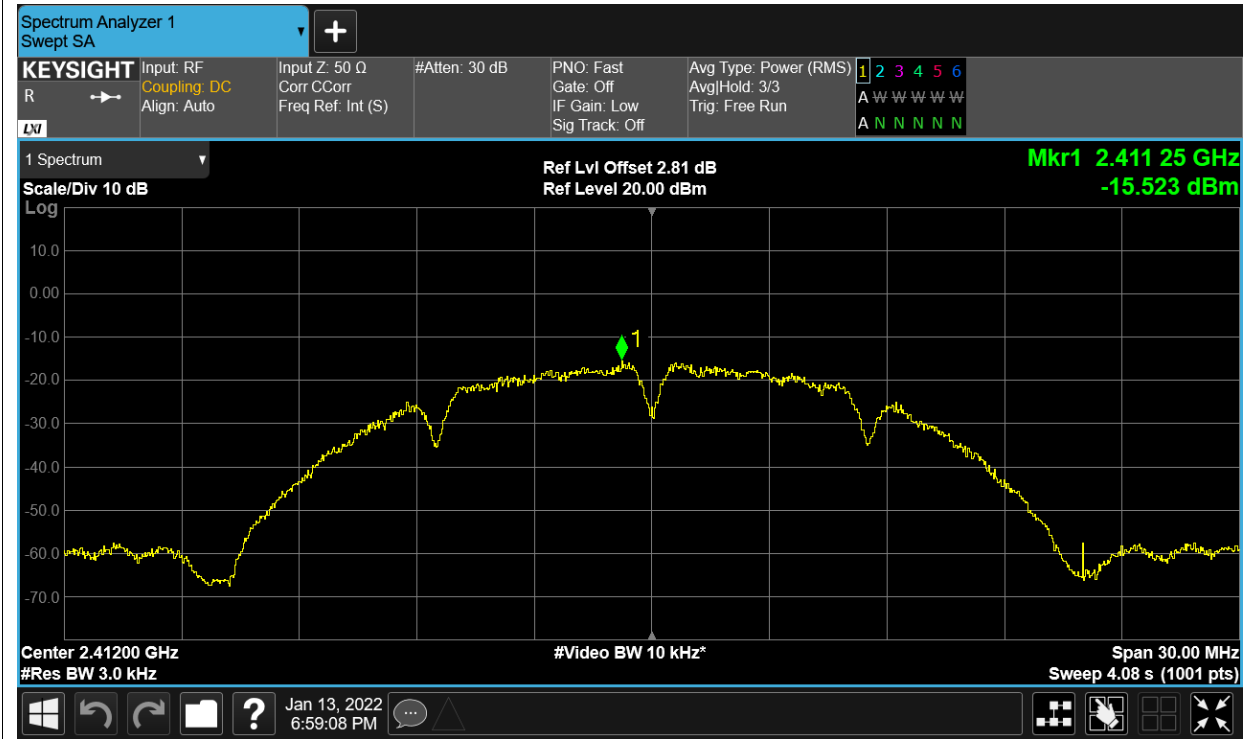 Spectrum Analyzer 1
Swept SA
KEYSIGHT
R
LXI
Input: RF
Coupling: DC
Align: Auto
Input Z: 50 Ω
Corr CCorr
Freq Ref: Int (S)
#Atten: 30 dB
PNO: Fast
Gate: Off
IF Gain: Low
Sig Track: Off
Avg Type: Power (RMS)
Avg|Hold: 3/3
Trig: Free Run
1 2 3 4 5 6
A W W W W W
A N N N N N
1 Spectrum
Scale/Div 10 dB
Log
Ref Lvl Offset 2.81 dB
Ref Level 20.00 dBm
Mkr1 2.411 25 GHz
-15.523 dBm
10.0
0.00
-10.0
-20.0
-30.0
-40.0
-50.0
-60.0
-70.0
1
Center 2.41200 GHz
#Res BW 3.0 kHz
#Video BW 10 kHz*
Span 30.00 MHz
Sweep 4.08 s (1001 pts)
?
Jan 13, 2022
6:59:08 PM